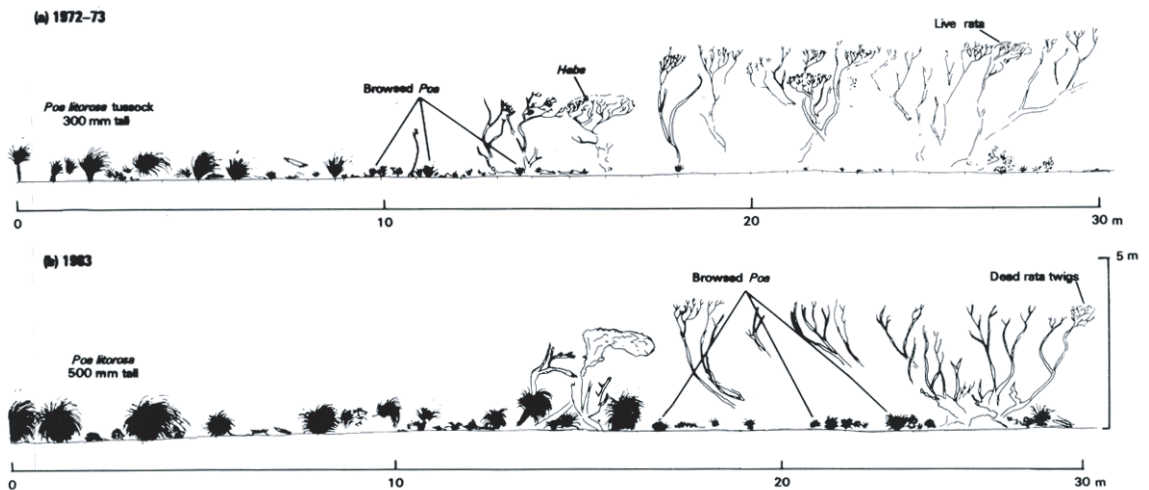 (a) 1972–73
Live rata
Hebe
Browsed Poa
Poa litorosa tussock
300 mm tall
0
10
20
30 m
(b) 1983
5 m
Browsed Poa
Dead rata twigs
Poa litorosa
500 mm tall
0
10
20
30 m